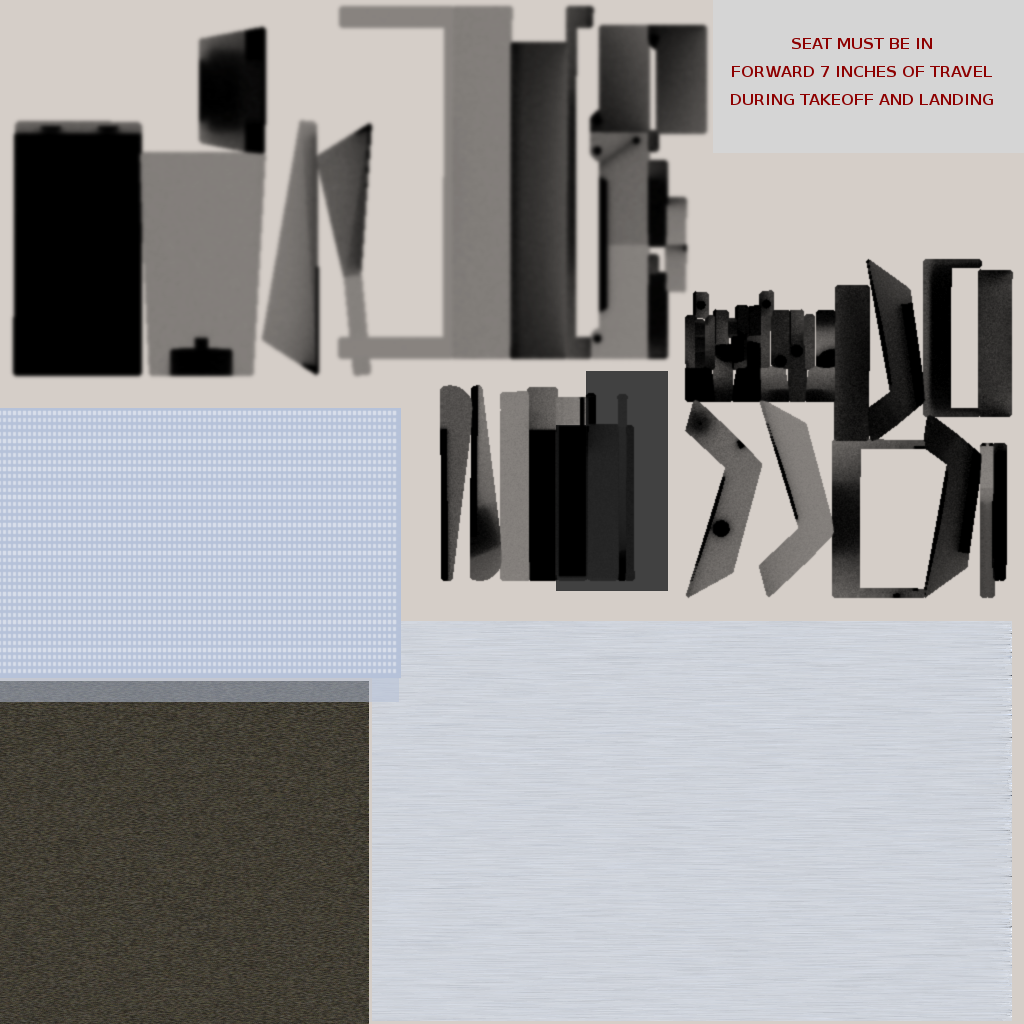 SEAT MUST BE IN
FORWARD 7 INCHES OF TRAVEL
DURING TAKEOFF AND LANDING